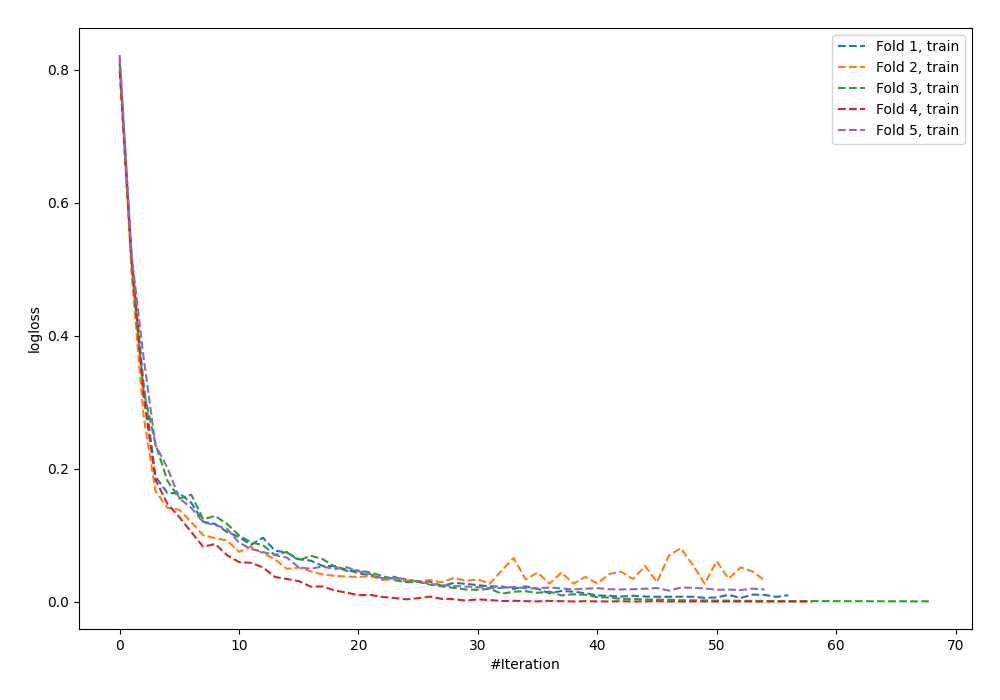 Fold 1, train
Fold 2, train
Fold 3, train
Fold 4, train
Fold 5, train
logloss
0.8
0.6
0.4
0.2
0.0
0 10 20 30 40 50 60 70
#Iteration